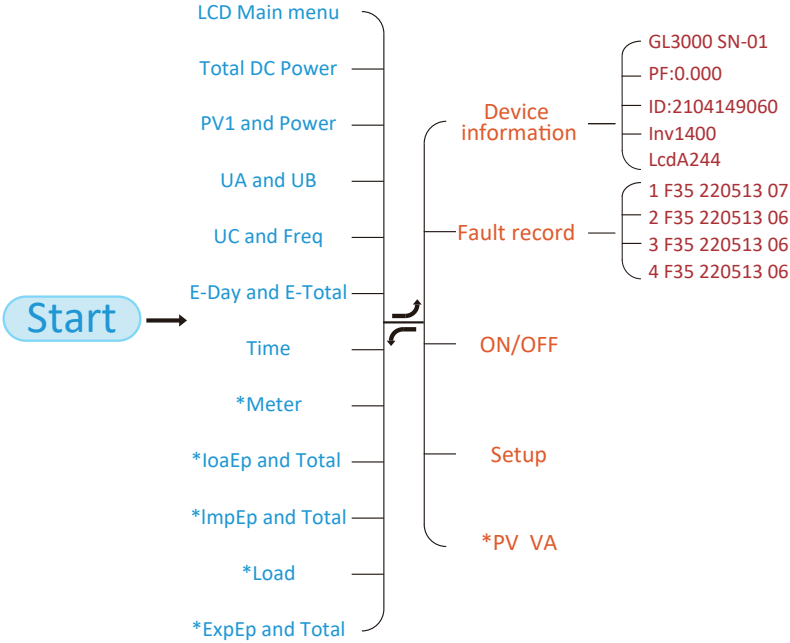 Start
LCD Main menu
Total DC Power
PV1 and Power
UA and UB
UC and Freq
E-Day and E-Total
Time
*Meter
*IoaEp and Total
*ImpEp and Total
*Load
*ExpEp and Total
Device
information
Fault record
ON/OFF
Setup
*PV VA
GL3000 SN-01
PF:0.000
ID:2104149060
Inv1400
LcdA244
1 F35 220513 07
2 F35 220513 06
3 F35 220513 06
4 F35 220513 06